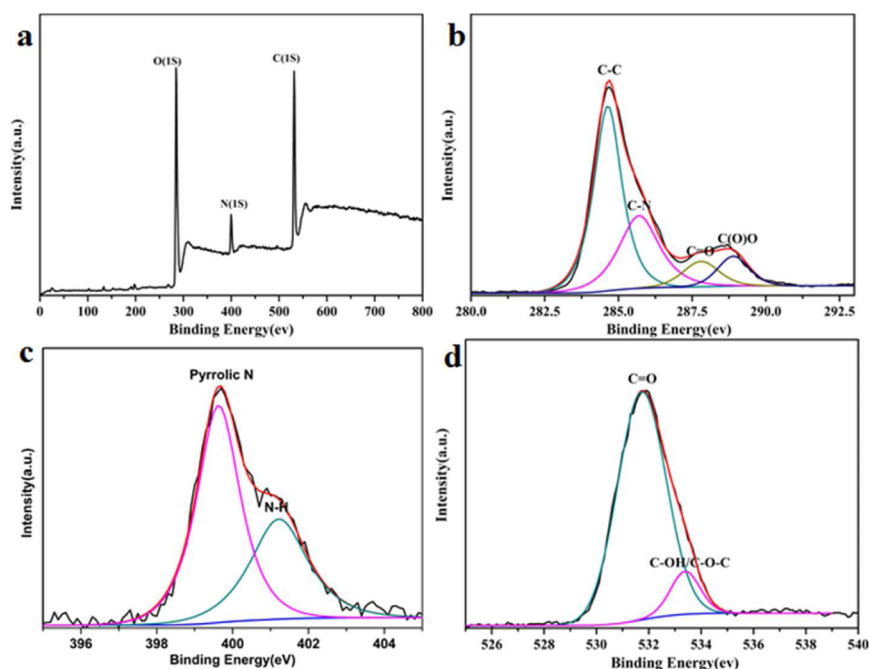 a
O(1S)
C(1S)
N(1S)
Intensity(a.u.)
0 100 200 300 400 500 600 700 800
Binding Energy(ev)
b
C-C
C-N
C=O
C(O)O
Intensity(a.u.)
280.0 282.5 285.0 287.5 290.0 292.5
Binding Energy(ev)
c
Pyrrolic N
N-H
Intensity(a.u.)
396 398 400 402 404
Binding Energy(eV)
d
C=O
C-OH/C-O-C
Intensity(a.u.)
526 528 530 532 534 536 538 540
Binding Energy(ev)